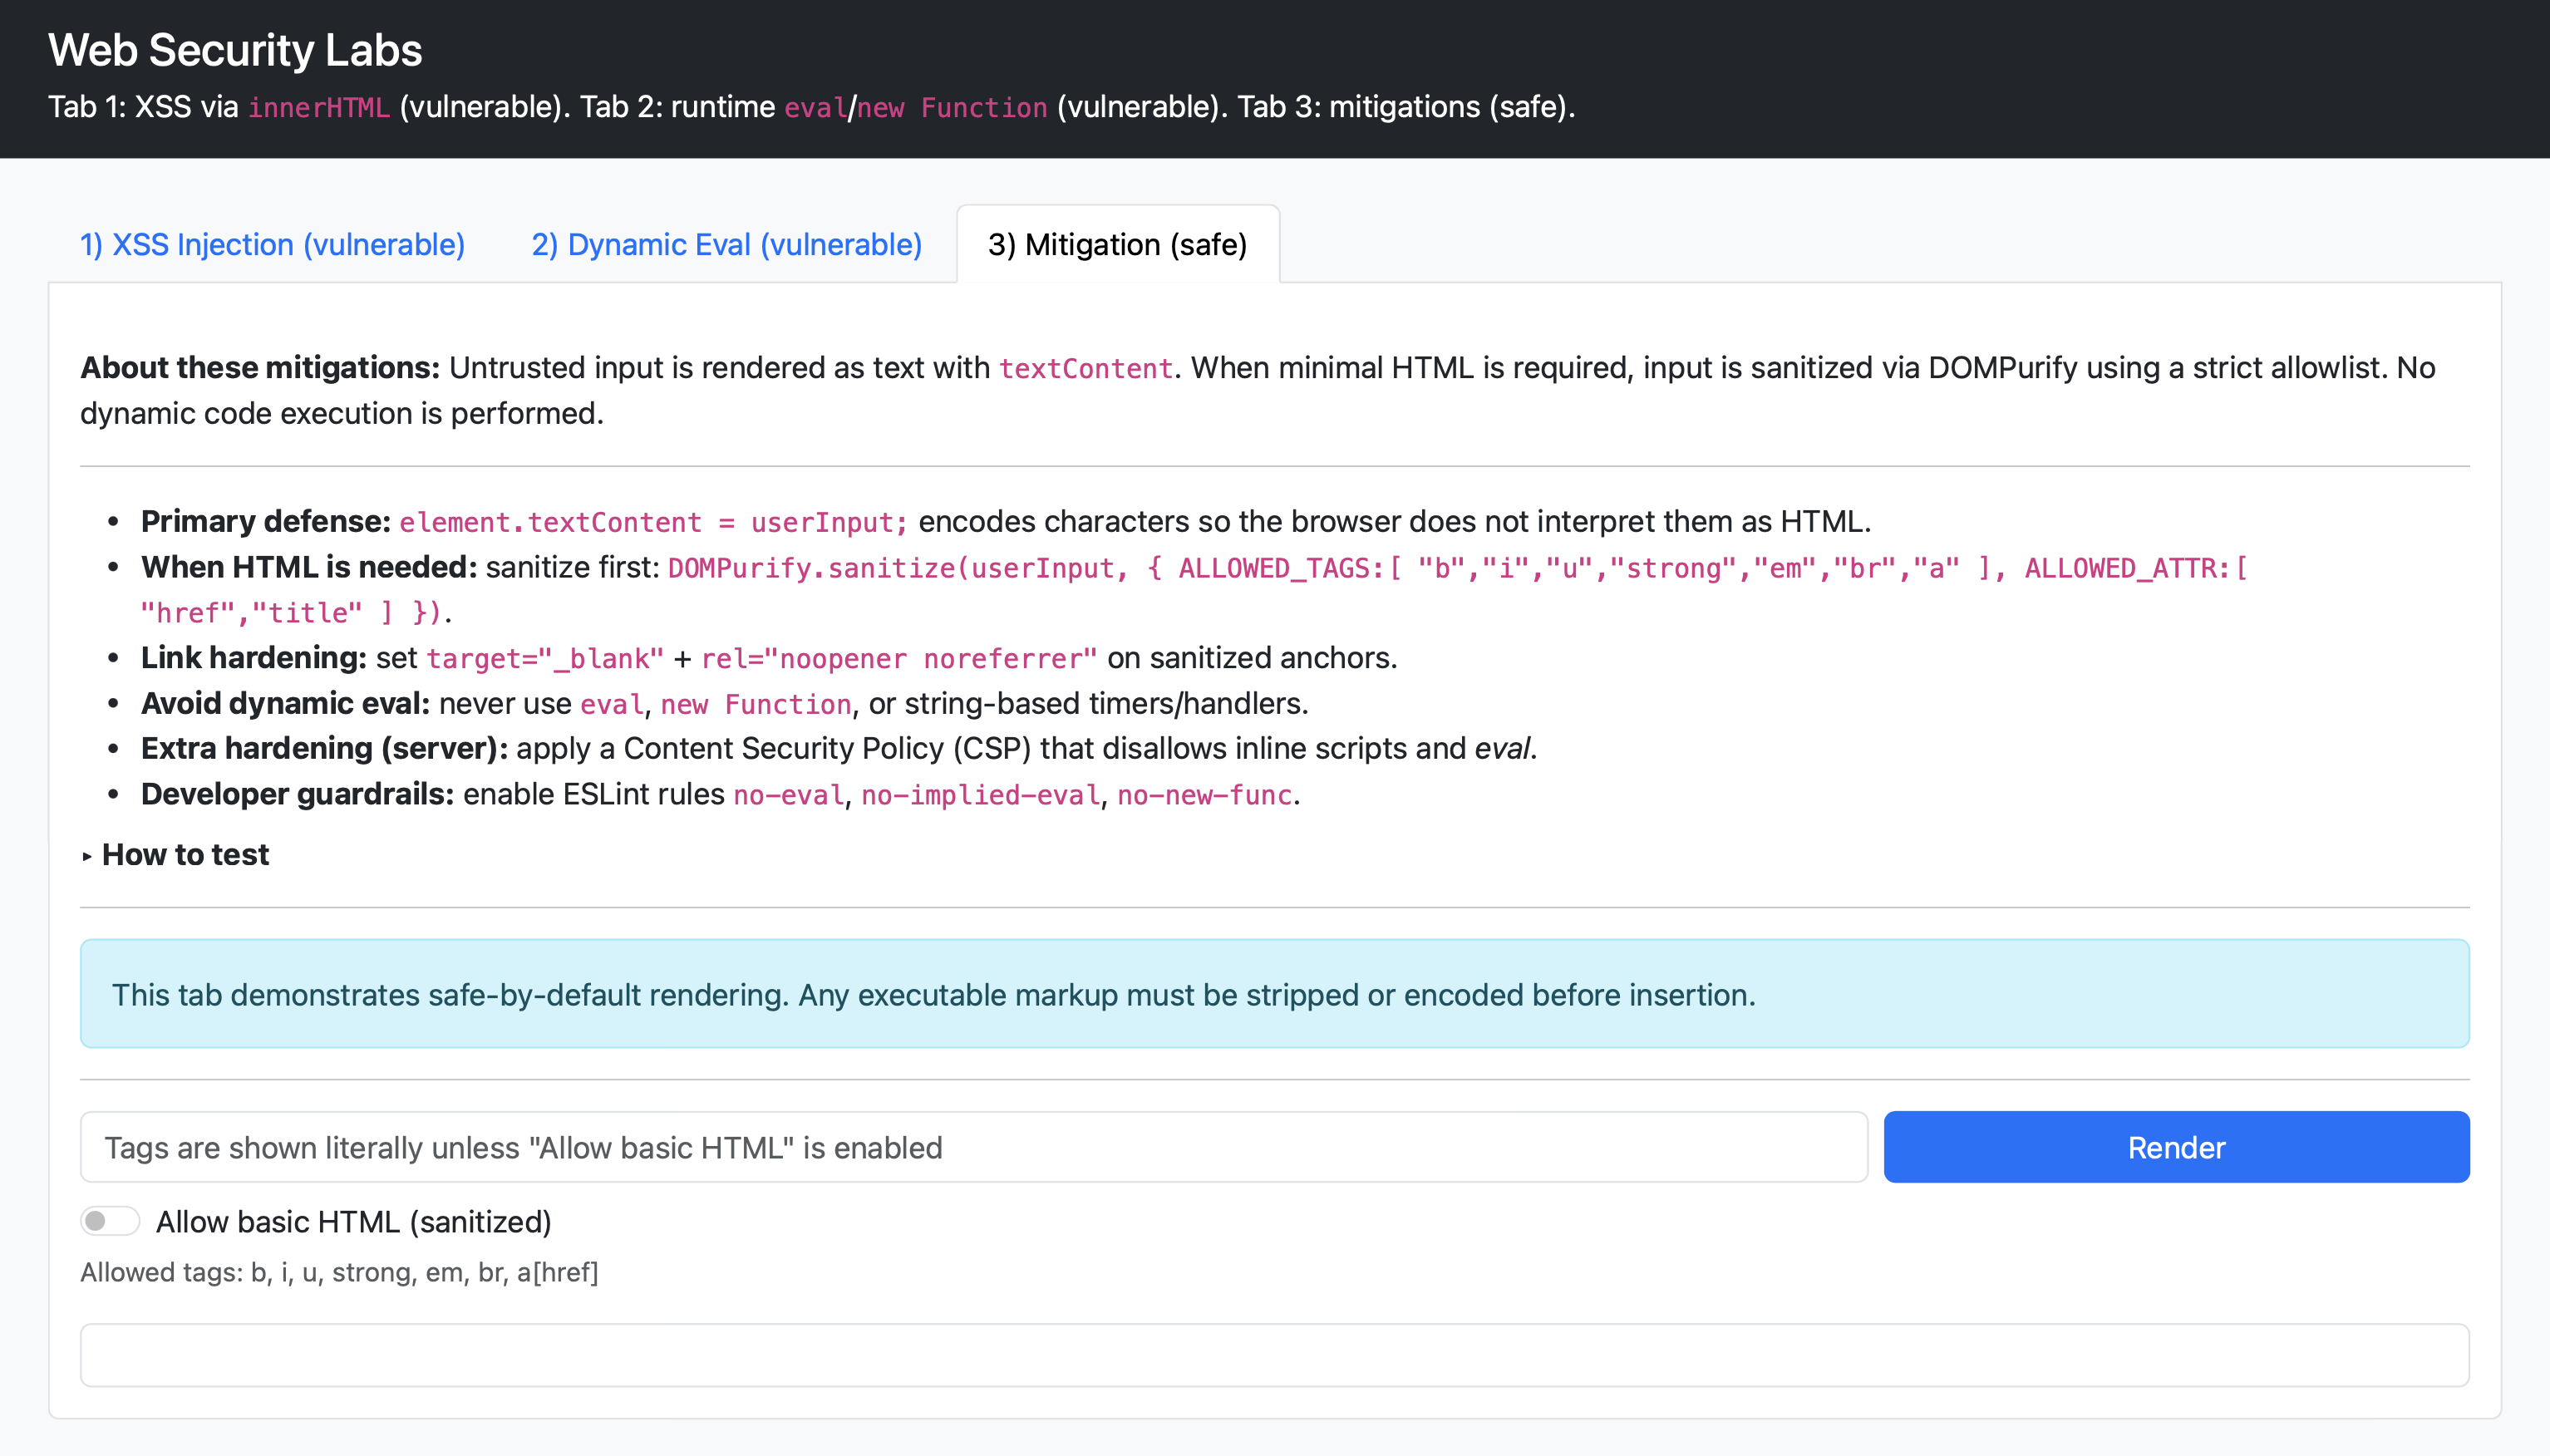 Web Security Labs
Tab 1: XSS via innerHTML (vulnerable). Tab 2: runtime eval/new Function (vulnerable). Tab 3: mitigations (safe).
1) XSS Injection (vulnerable)
2) Dynamic Eval (vulnerable)
3) Mitigation (safe)
About these mitigations: Untrusted input is rendered as text with textContent. When minimal HTML is required, input is sanitized via DOMPurify using a strict allowlist. No
dynamic code execution is performed.
• Primary defense: element.textContent = userInput; encodes characters so the browser does not interpret them as HTML.
• When HTML is needed: sanitize first: DOMPurify.sanitize(userInput, { ALLOWED_TAGS:[ "b","i","u","strong","em","br","a" ], ALLOWED_ATTR:[
"href","title" ] }).
• Link hardening: set target="_blank" + rel="noopener noreferrer" on sanitized anchors.
• Avoid dynamic eval: never use eval, new Function, or string-based timers/handlers.
• Extra hardening (server): apply a Content Security Policy (CSP) that disallows inline scripts and eval.
• Developer guardrails: enable ESLint rules no-eval, no-implied-eval, no-new-func.
▸ How to test
This tab demonstrates safe-by-default rendering. Any executable markup must be stripped or encoded before insertion.
Tags are shown literally unless "Allow basic HTML" is enabled
Render
Allow basic HTML (sanitized)
Allowed tags: b, i, u, strong, em, br, a[href]